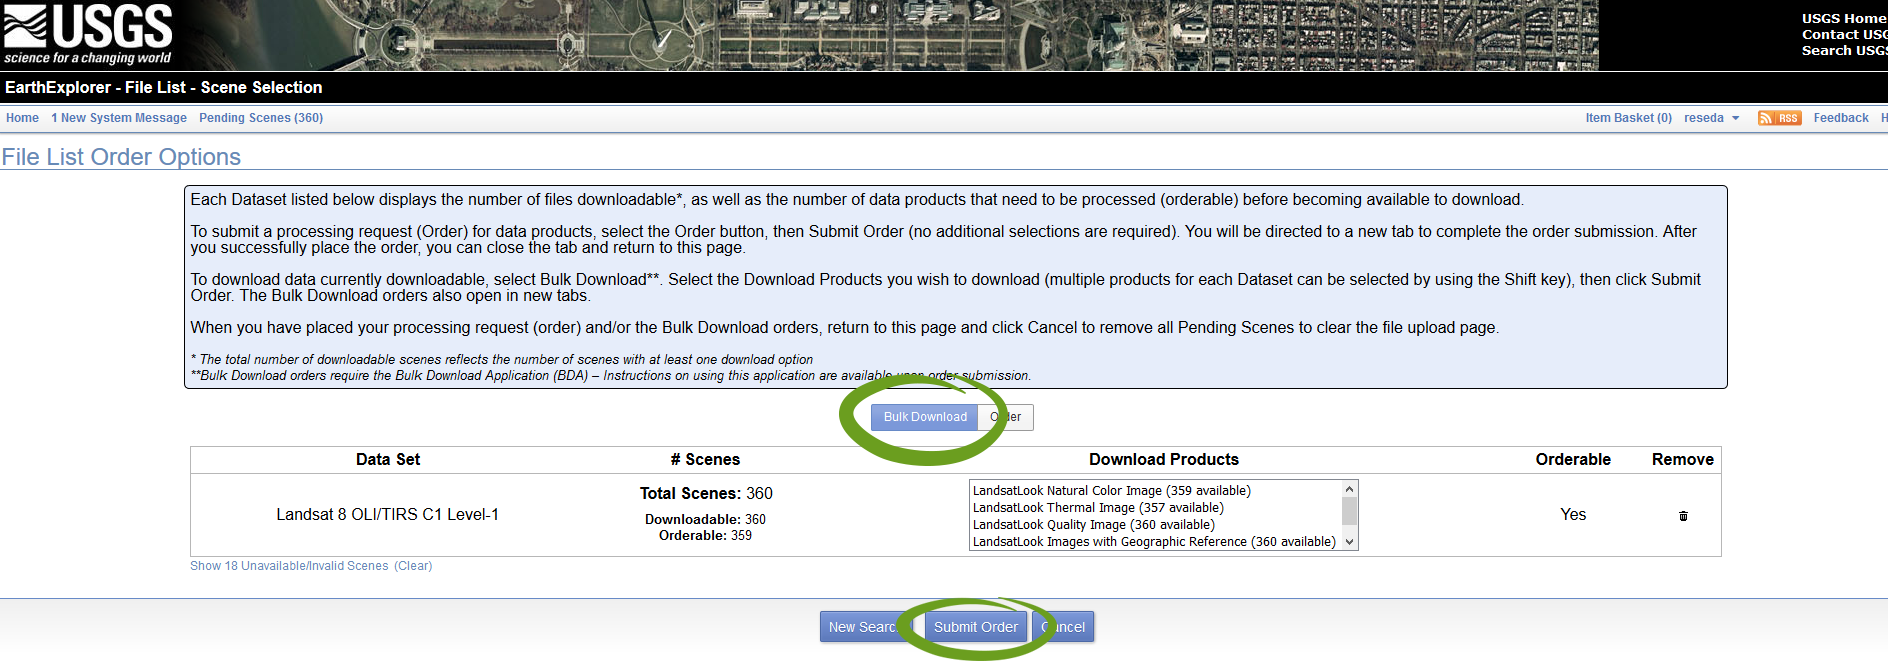 USGS
science for a changing world
USGS Home
Contact USG
Search USGS
EarthExplorer - File List - Scene Selection
Home 1 New System Message Pending Scenes (360)
Item Basket (0) reseda RSS Feedback H
File List Order Options
Each Dataset listed below displays the number of files downloadable*, as well as the number of data products that need to be processed (orderable) before becoming available to download.
To submit a processing request (Order) for data products, select the Order button, then Submit Order (no additional selections are required). You will be directed to a new tab to complete the order submission. After
you successfully place the order, you can close the tab and return to this page.
To download data currently downloadable, select Bulk Download**. Select the Download Products you wish to download (multiple products for each Dataset can be selected by using the Shift key), then click Submit
Order. The Bulk Download orders also open in new tabs.
When you have placed your processing request (order) and/or the Bulk Download orders, return to this page and click Cancel to remove all Pending Scenes to clear the file upload page.
* The total number of downloadable scenes reflects the number of scenes with at least one download option
**Bulk Download orders require the Bulk Download Application (BDA) – Instructions on using this application are available upon order submission.
Bulk Download Order
Data Set # Scenes Download Products Orderable Remove
Landsat 8 OLI/TIRS C1 Level-1
Total Scenes: 360
Downloadable: 360
Orderable: 359
LandsatLook Natural Color Image (359 available)
LandsatLook Thermal Image (357 available)
LandsatLook Quality Image (360 available)
LandsatLook Images with Geographic Reference (360 available)
Yes
Show 18 Unavailable/Invalid Scenes (Clear)
New Search Submit Order Cancel